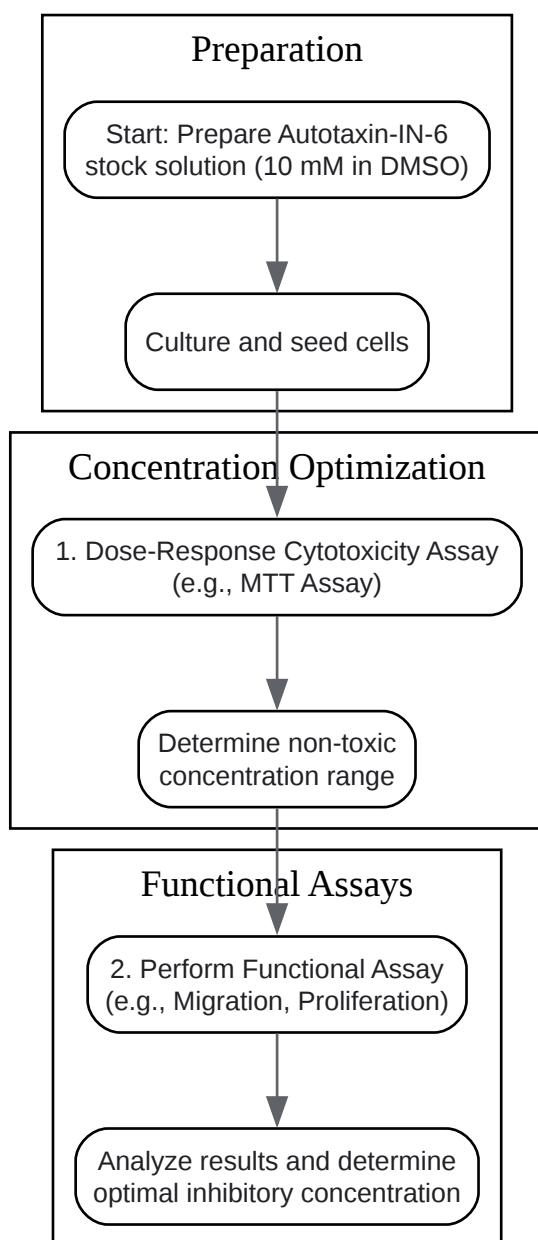 Preparation
Start: Prepare Autotaxin-IN-6
stock solution (10 mM in DMSO)
Culture and seed cells
Concentration Optimization
1. Dose-Response Cytotoxicity Assay
(e.g., MTT Assay)
Determine non-toxic
concentration range
Functional Assays
2. Perform Functional Assay
(e.g., Migration, Proliferation)
Analyze results and determine
optimal inhibitory concentration